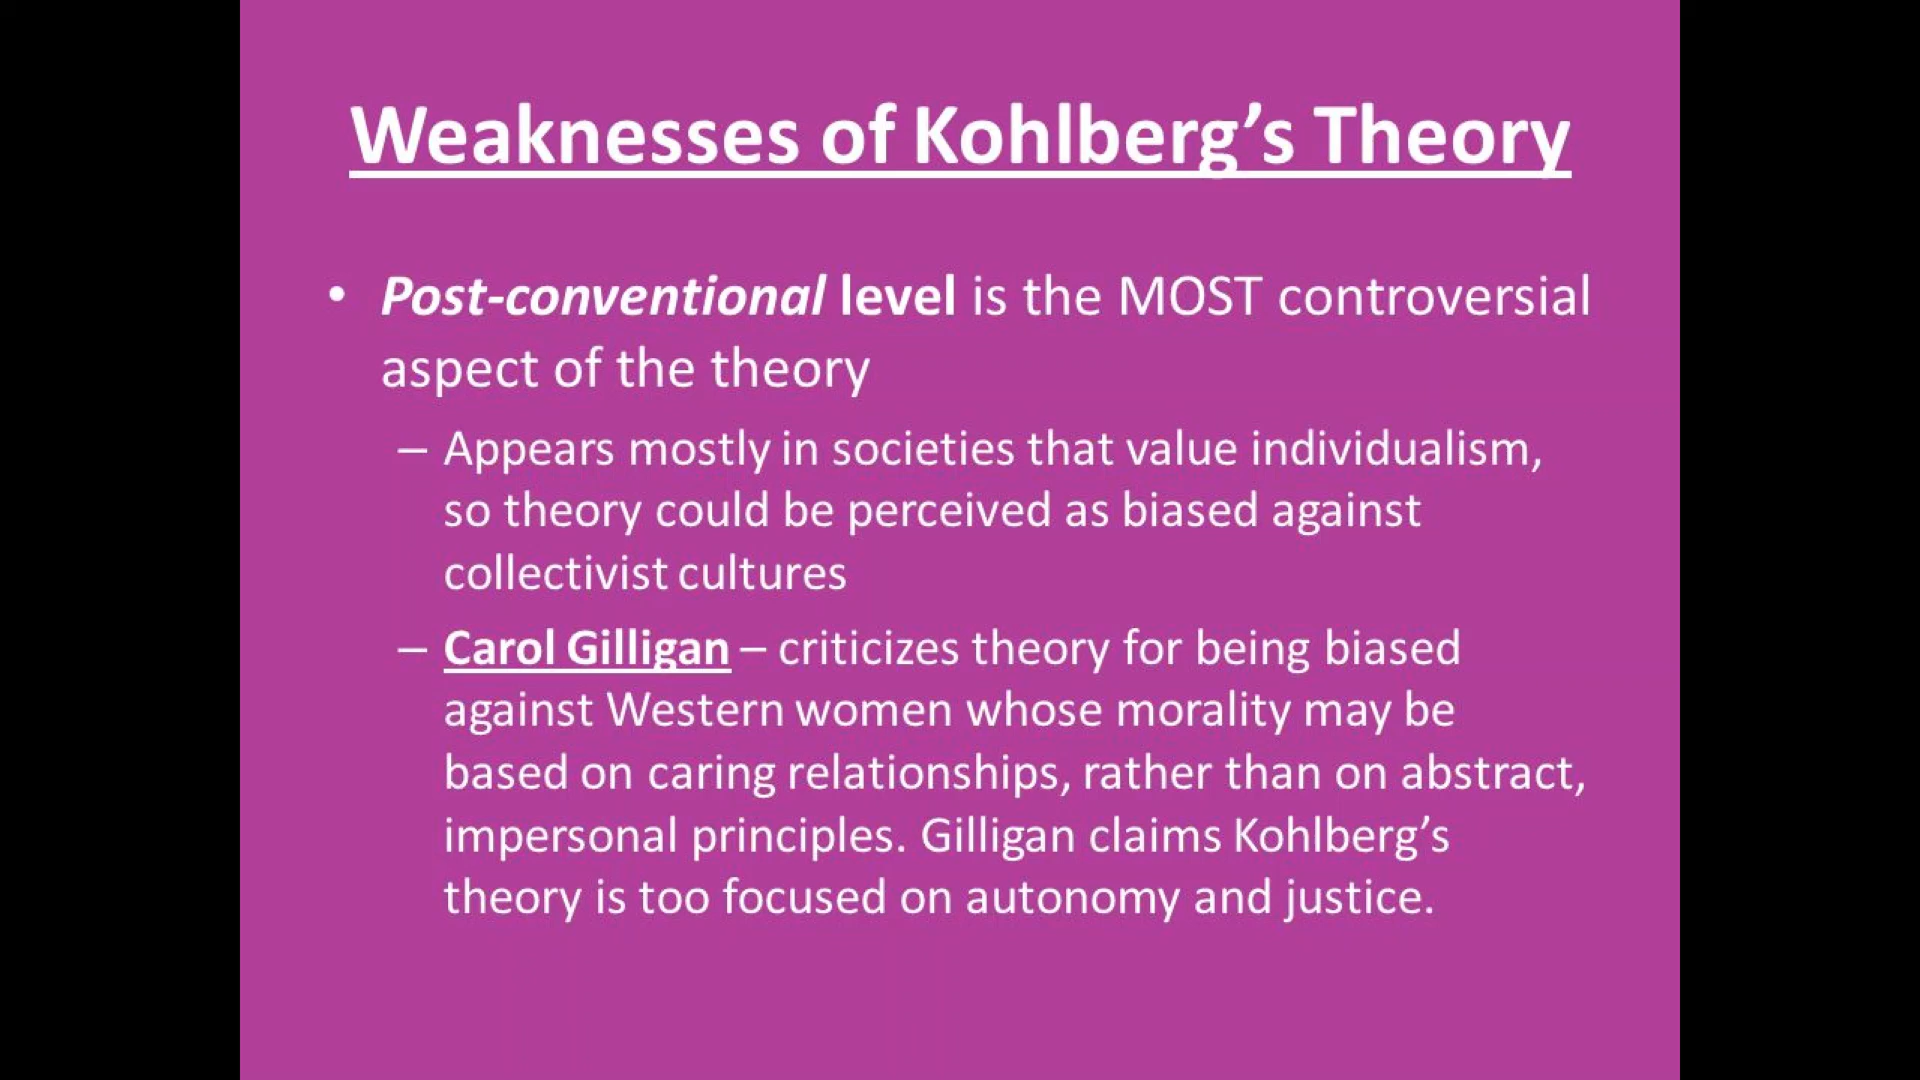 Weaknesses of Kohlberg’s Theory
• Post-conventional level is the MOST controversial
aspect of the theory
– Appears mostly in societies that value individualism,
so theory could be perceived as biased against
collectivist cultures
– Carol Gilligan – criticizes theory for being biased
against Western women whose morality may be
based on caring relationships, rather than on abstract,
impersonal principles. Gilligan claims Kohlberg’s
theory is too focused on autonomy and justice.